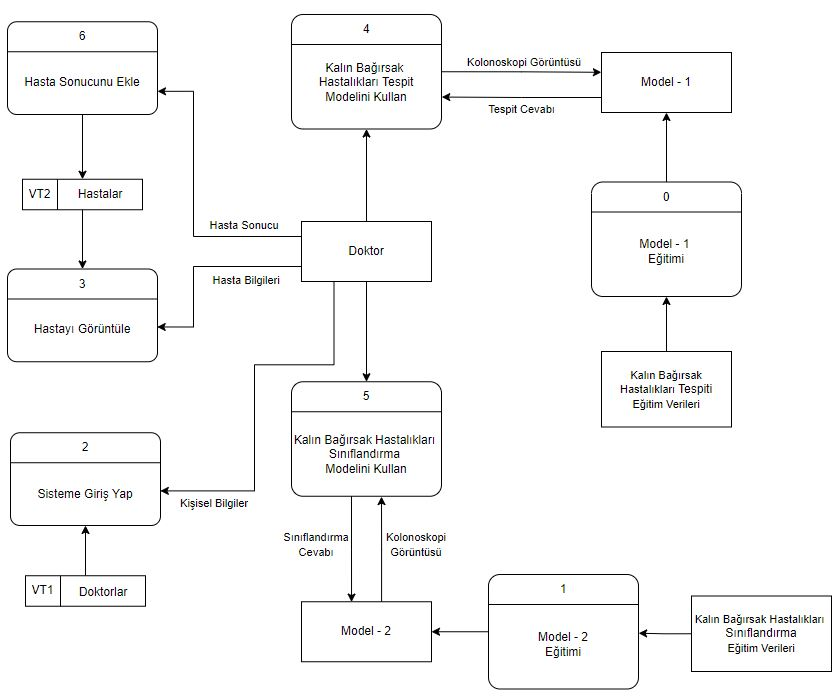 6
Hasta Sonucunu Ekle
4
Kalın Bağırsak
Hastalıkları Tespit
Modelini Kullan
Kolonoskopi Görüntüsü
Tespit Cevabı
Model - 1
VT2
Hastalar
0
Model - 1
Eğitimi
Hasta Sonucu
Doktor
Hasta Bilgileri
3
Hastayı Görüntüle
Kalın Bağırsak
Hastalıkları Tespiti
Eğitim Verileri
5
Kalın Bağırsak Hastalıkları
Sınıflandırma
Modelini Kullan
2
Sisteme Giriş Yap
Kişisel Bilgiler
Sınıflandırma
Cevabı
Kolonoskopi
Görüntüsü
VT1
Doktorlar
Model - 2
1
Model - 2
Eğitimi
Kalın Bağırsak Hastalıkları
Sınıflandırma
Eğitim Verileri